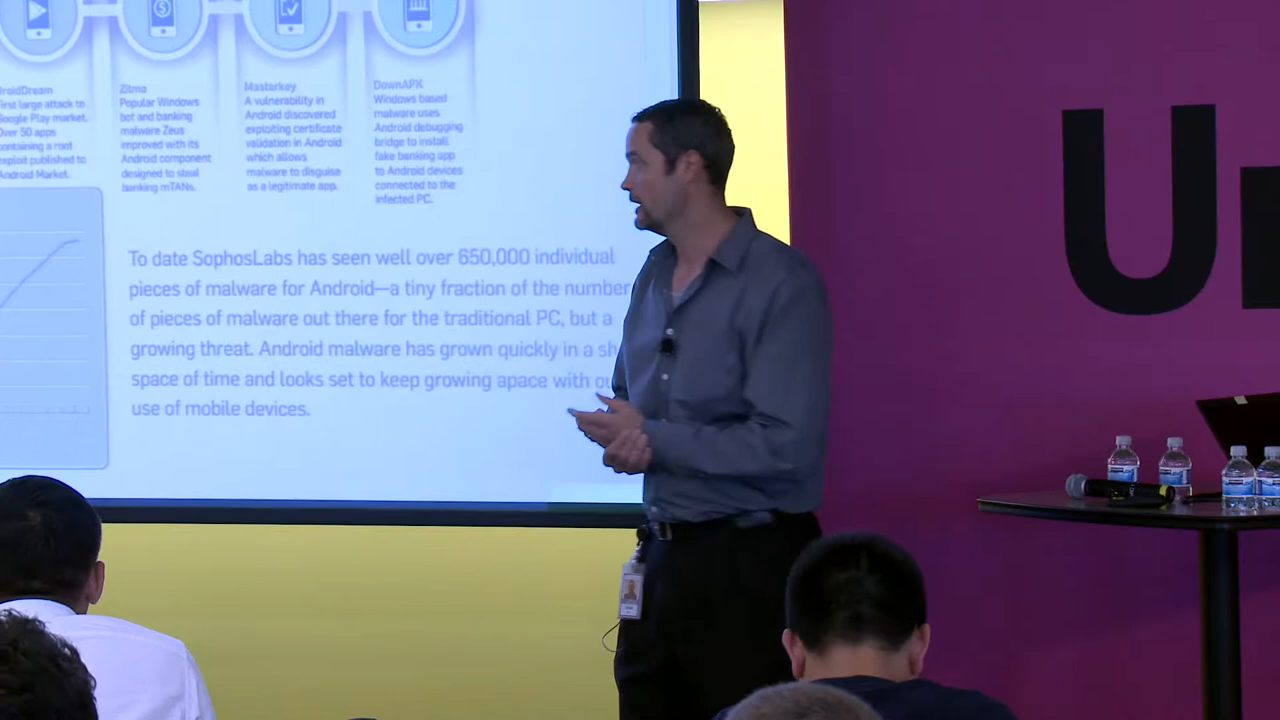 DroidDream
First large attack to
Google Play market.
Over 50 apps
containing a root
exploit published to
Android Market.
Zitmo
Popular Windows
bot and banking
malware Zeus
improved with its
Android component
designed to steal
banking mTANs.
Masterkey
A vulnerability in
Android discovered
exploiting certificate
validation in Android
which allows
malware to disguise
as a legitimate app.
DownAPK
Windows based
malware uses
Android debugging
bridge to install
fake banking app
to Android devices
connected to the
infected PC.
To date SophosLabs has seen well over 650,000 individual
pieces of malware for Android—a tiny fraction of the number
of pieces of malware out there for the traditional PC, but a
growing threat. Android malware has grown quickly in a sh
space of time and looks set to keep growing apace with ou
use of mobile devices.
U